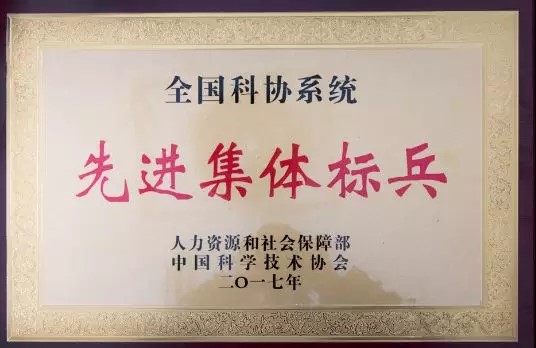 全国科协系统
先进集体标兵
人力资源和社会保障部
中国科学技术协会
二〇一七年